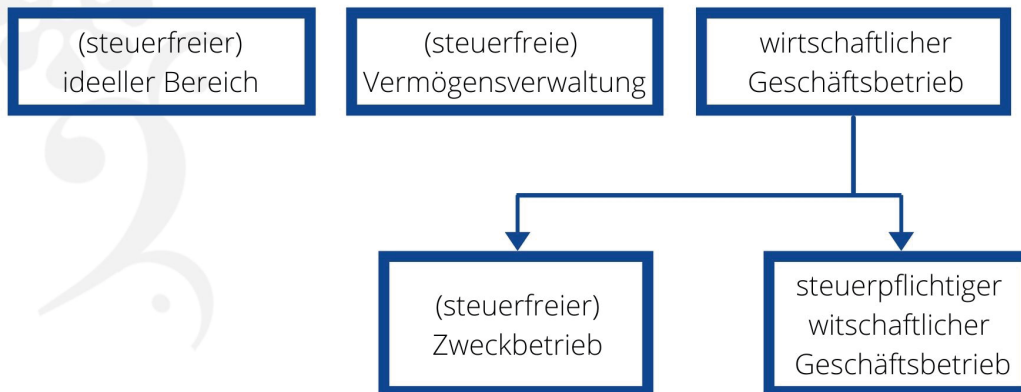 (steuerfreier)
ideeller Bereich
(steuerfreie)
Vermögensverwaltung
wirtschaftlicher
Geschäftsbetrieb
(steuerfreier)
Zweckbetrieb
steuerpflichtiger
witschaftlicher
Geschäftsbetrieb